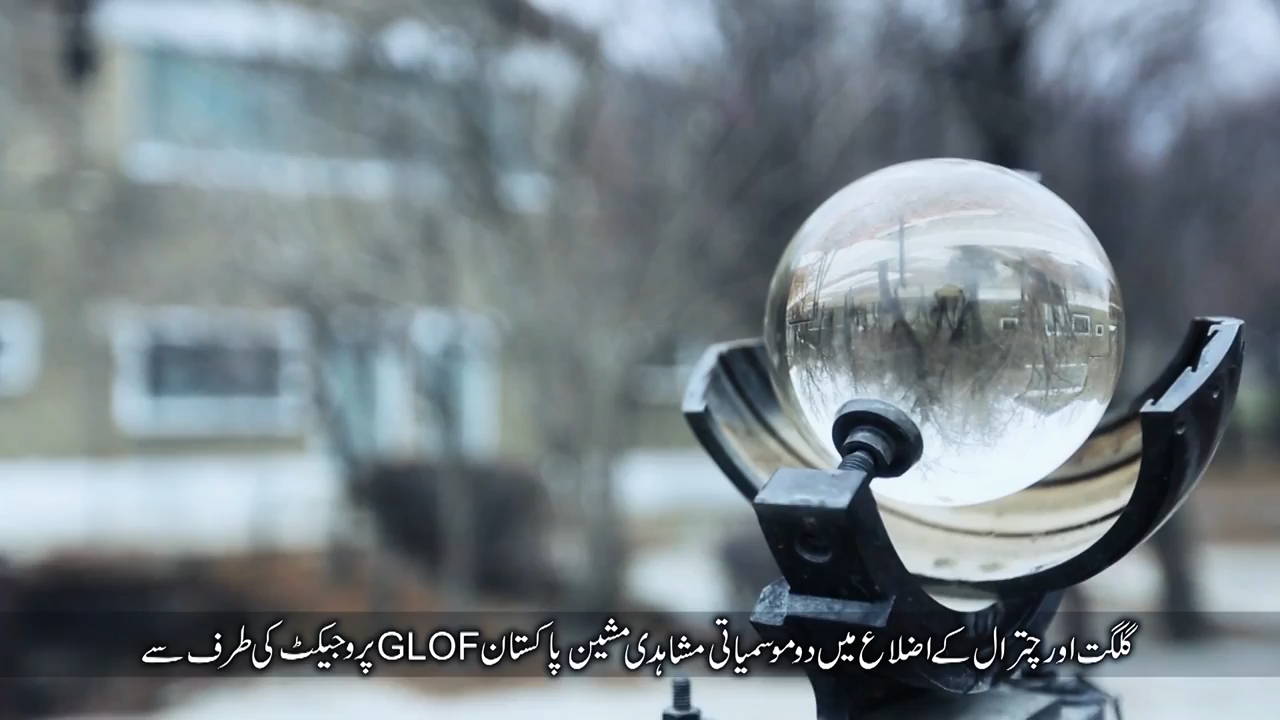 گلگت اور چترال کے اضلاع میں دو موسمیاتی مشاہدی مشین پاکستان GLOF پروجیکٹ کی طرف سے